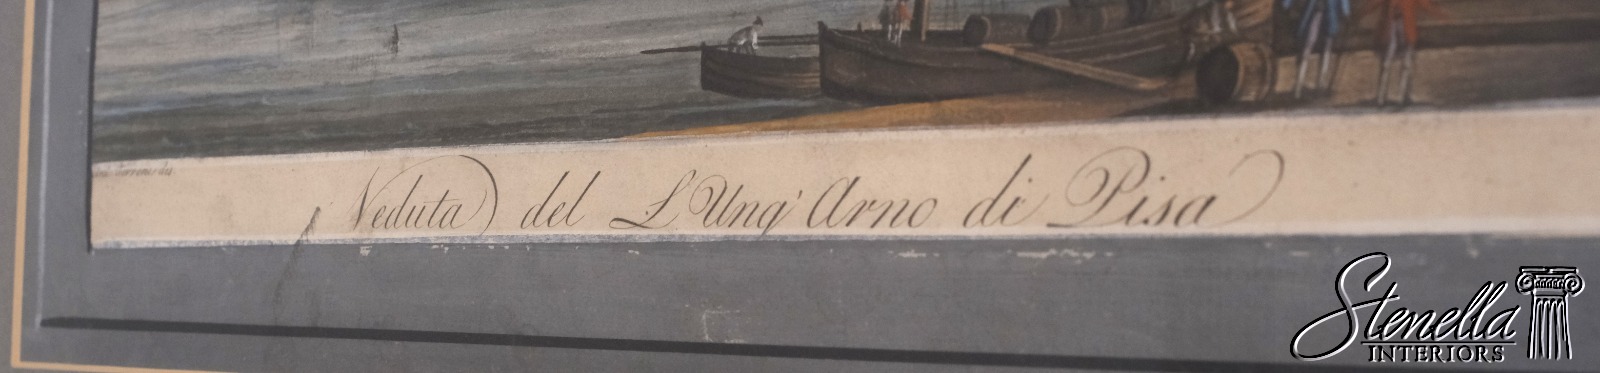 Veduta del L'Ung' Arno di Pisa
Stenella
INTERIORS